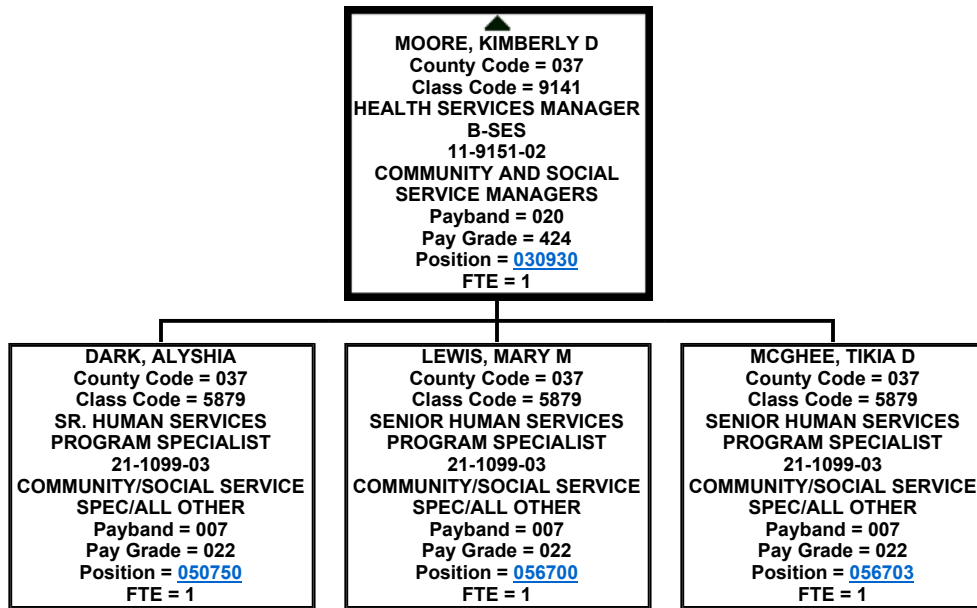 MOORE, KIMBERLY D
County Code = 037
Class Code = 9141
HEALTH SERVICES MANAGER
B-SES
11-9151-02
COMMUNITY AND SOCIAL
SERVICE MANAGERS
Payband = 020
Pay Grade = 424
Position = 030930
FTE = 1
DARK, ALYSHIA
County Code = 037
Class Code = 5879
SR. HUMAN SERVICES
PROGRAM SPECIALIST
21-1099-03
COMMUNITY/SOCIAL SERVICE
SPEC/ALL OTHER
Payband = 007
Pay Grade = 022
Position = 050750
FTE = 1
LEWIS, MARY M
County Code = 037
Class Code = 5879
SENIOR HUMAN SERVICES
PROGRAM SPECIALIST
21-1099-03
COMMUNITY/SOCIAL SERVICE
SPEC/ALL OTHER
Payband = 007
Pay Grade = 022
Position = 056700
FTE = 1
MCGHEE, TIKIA D
County Code = 037
Class Code = 5879
SENIOR HUMAN SERVICES
PROGRAM SPECIALIST
21-1099-03
COMMUNITY/SOCIAL SERVICE
SPEC/ALL OTHER
Payband = 007
Pay Grade = 022
Position = 056703
FTE = 1